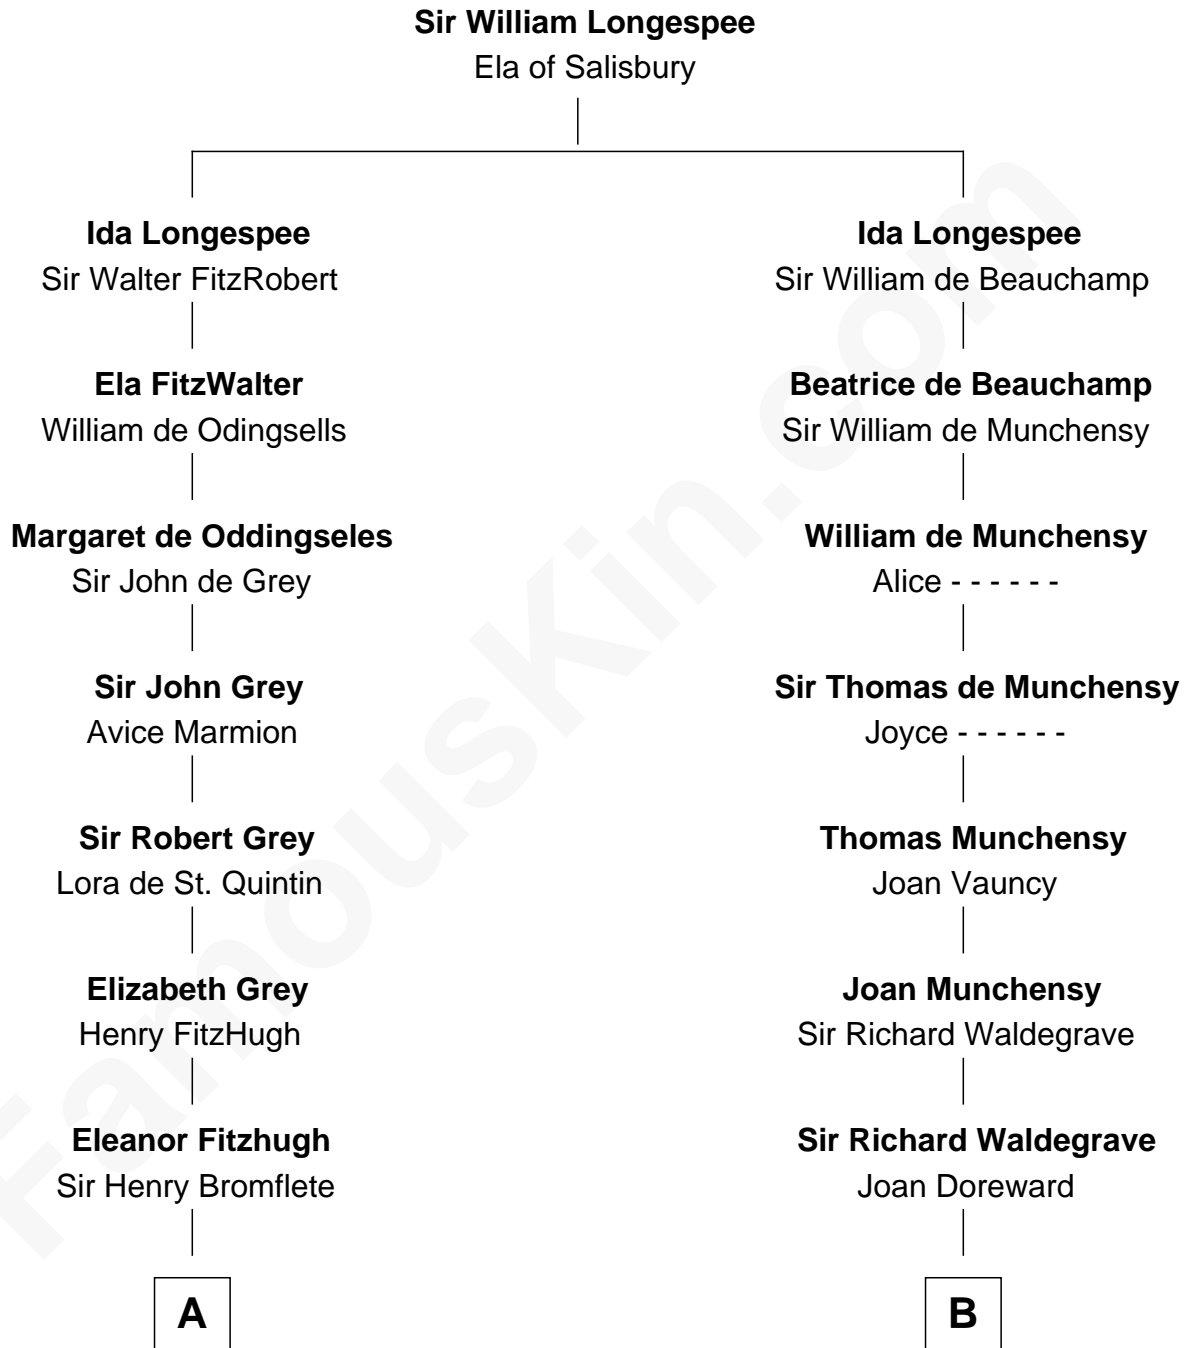 Sir William Longespee
Ela of Salisbury
Ida Longespee
Sir Walter FitzRobert
Ela FitzWalter
William de Odingsells
Margaret de Oddingseles
Sir John de Grey
Sir John Grey
Avice Marmion
Sir Robert Grey
Lora de St. Quintin
Elizabeth Grey
Henry FitzHugh
Eleanor Fitzhugh
Sir Henry Bromflete
A
Ida Longespee
Sir William de Beauchamp
Beatrice de Beauchamp
Sir William de Munchensy
William de Munchensy
Alice - - - - - -
Sir Thomas de Munchensy
Joyce - - - - - -
Thomas Munchensy
Joan Vauncy
Joan Munchensy
Sir Richard Waldegrave
Sir Richard Waldegrave
Joan Doreward
B
FamousKin.com